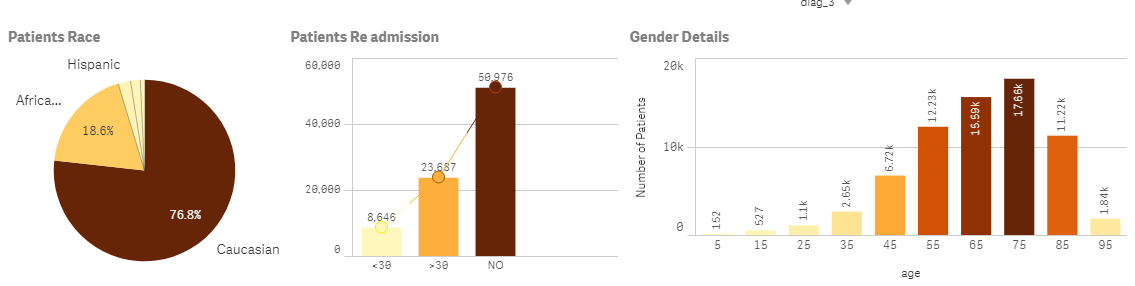 diag_3
Patients Race
Hispanic
Africa...
18.6%
76.8%
Caucasian
Patients Re admission
60,000
40,000
20,000
0
8,646
23,687
50,976
<30
>30
NO
Gender Details
Number of Patients
20k
10k
0
152
527
1.1k
2.65k
6.72k
12.23k
15.59k
17.66k
11.22k
1.84k
5 15 25 35 45 55 65 75 85 95
age